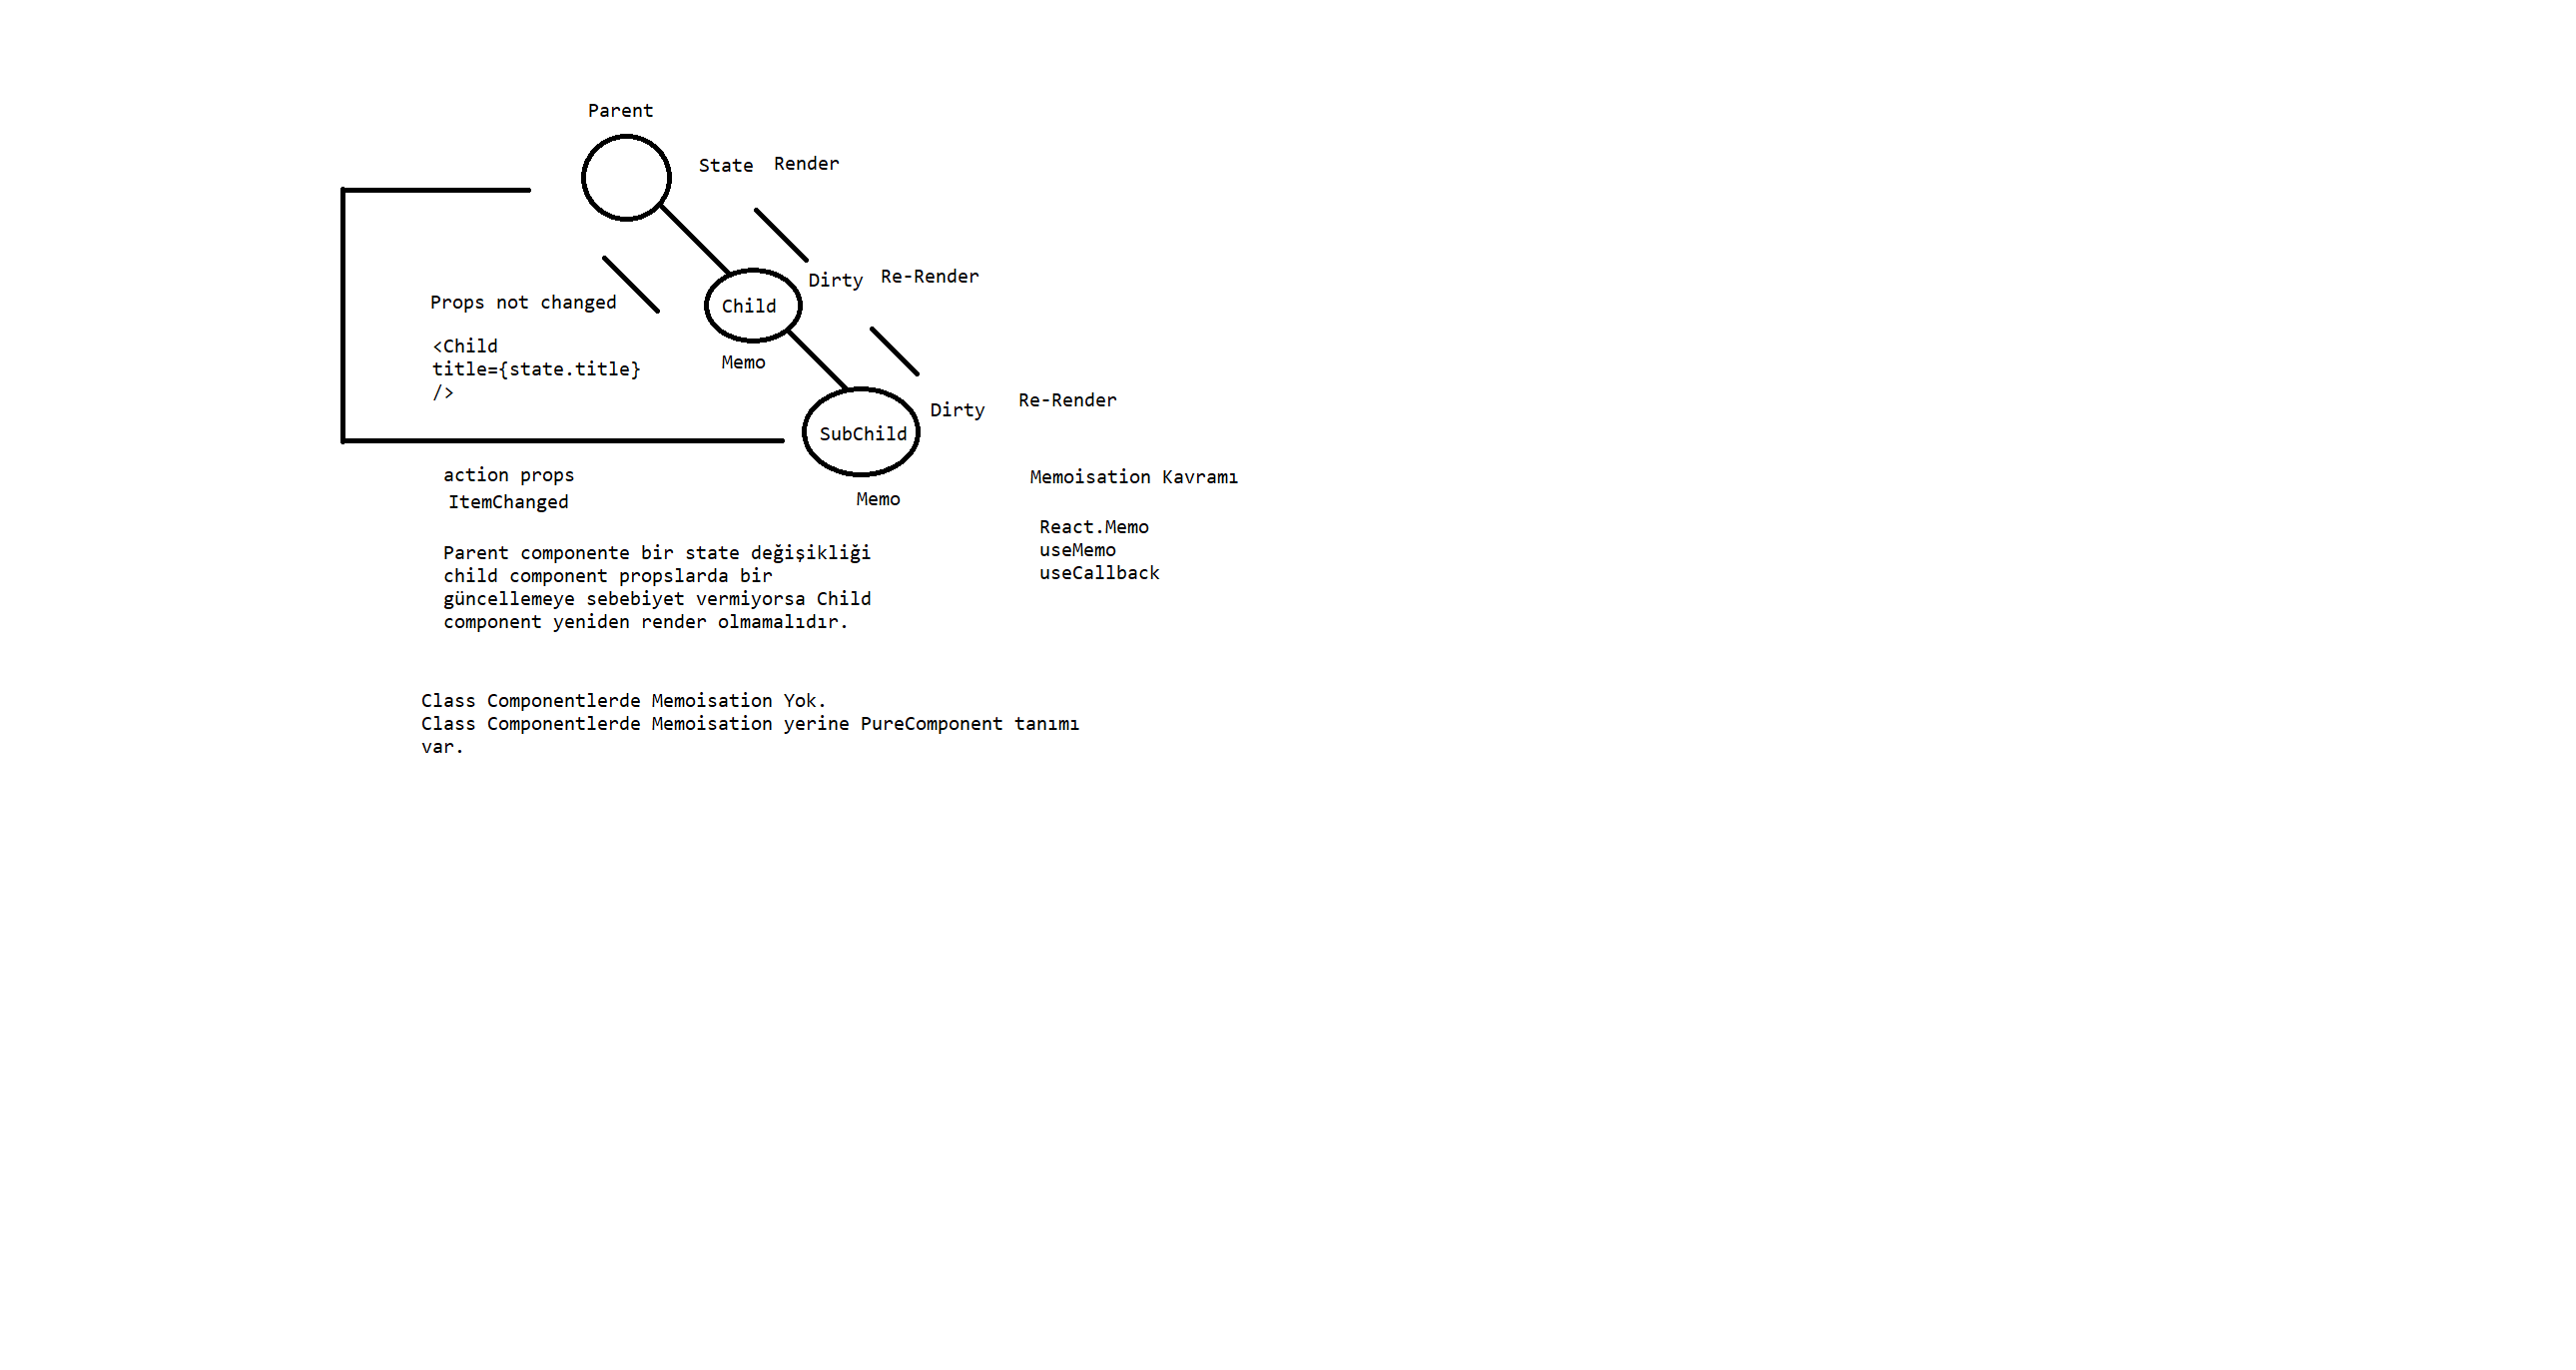 Parent
State Render
Dirty Re-Render
Props not changed
Child
<Child
title={state.title}
/>
Memo
Dirty Re-Render
SubChild
action props
ItemChanged
Memo
Memoisation Kavramı
React.Memo
useMemo
useCallback
Parent componente bir state değişikliği
child component propslarda bir
güncellemeye sebebiyet vermiyorsa Child
component yeniden render olmamalıdır.
Class Componentlerde Memoisation Yok.
Class Componentlerde Memoisation yerine PureComponent tanımı
var.